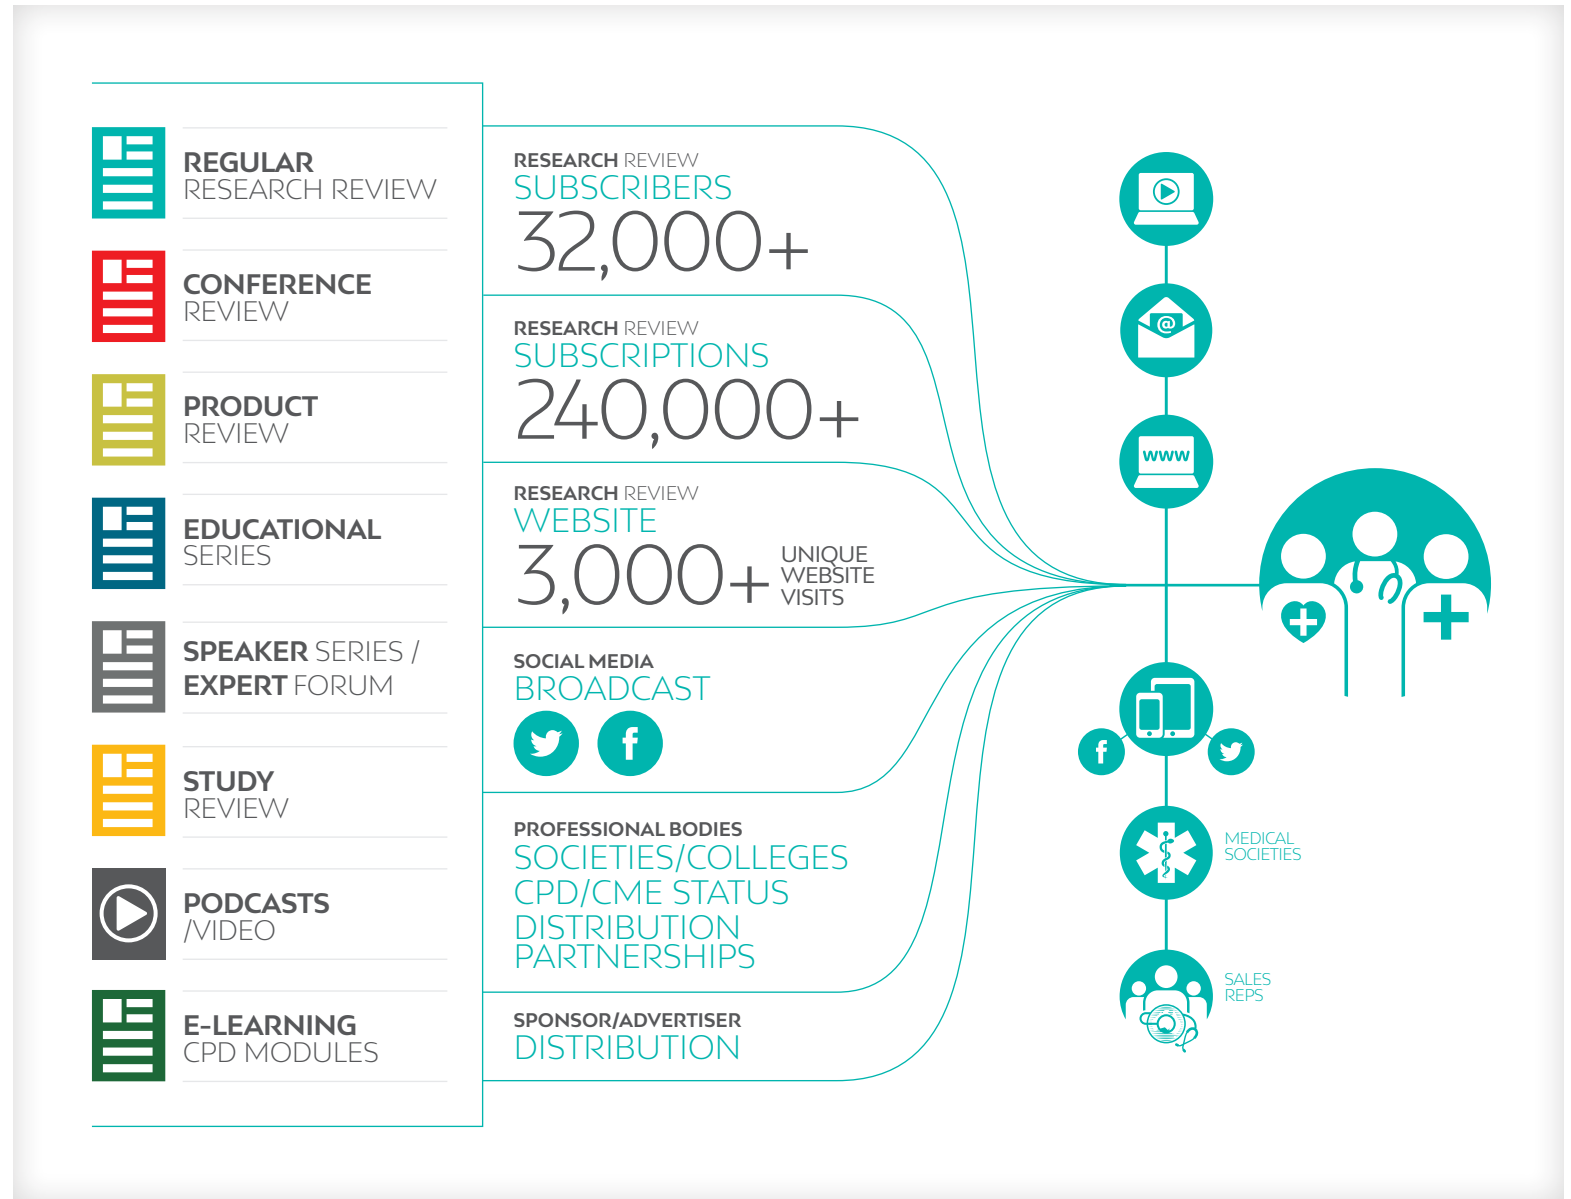 REGULAR
RESEARCH REVIEW
CONFERENCE
REVIEW
PRODUCT
REVIEW
EDUCATIONAL
SERIES
SPEAKER SERIES /
EXPERT FORUM
STUDY
REVIEW
PODCASTS
/VIDEO
E-LEARNING
CPD MODULES
RESEARCH REVIEW
SUBSCRIBERS
32,000+
RESEARCH REVIEW
SUBSCRIPTIONS
240,000+
RESEARCH REVIEW
WEBSITE
3,000+
UNIQUE
WEBSITE
VISITS
SOCIAL MEDIA
BROADCAST
f
PROFESSIONAL BODIES
SOCIETIES/COLLEGES
CPD/CME STATUS
DISTRIBUTION
PARTNERSHIPS
SPONSOR/ADVERTISER
DISTRIBUTION
@
www
f
MEDICAL
SOCIETIES
SALES
REPS